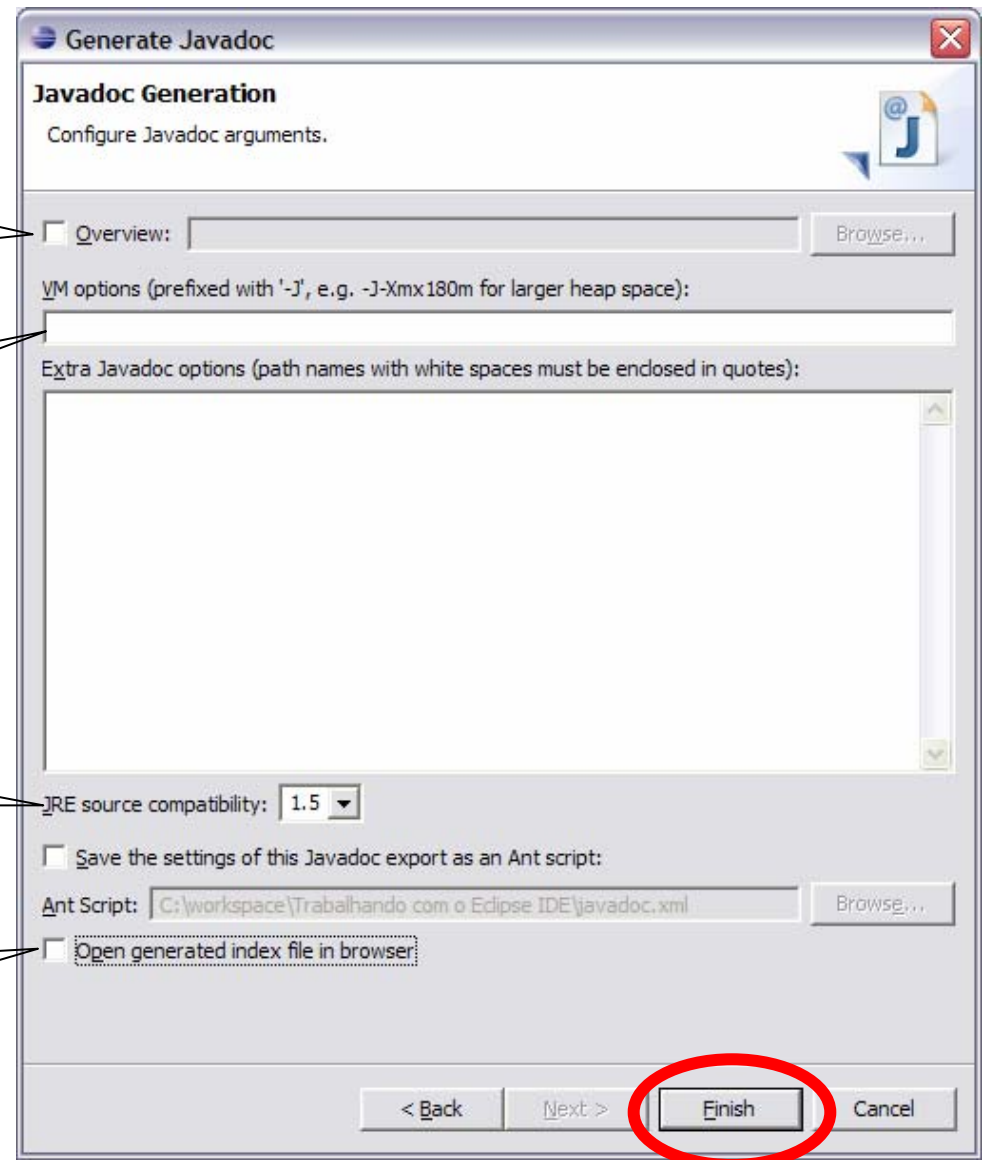 Generate Javadoc
Javadoc Generation
Configure Javadoc arguments.
@
J
Overview:
Browse...
VM options (prefixed with '-J', e.g. -J-Xmx180m for larger heap space):
Extra Javadoc options (path names with white spaces must be enclosed in quotes):
JRE source compatibility: 1.5
Save the settings of this Javadoc export as an Ant script:
Ant Script: C:\workspace\Trabalhando com o Eclipse IDE\javadoc.xml Browse...
Open generated index file in browser
< Back Next > Finish Cancel